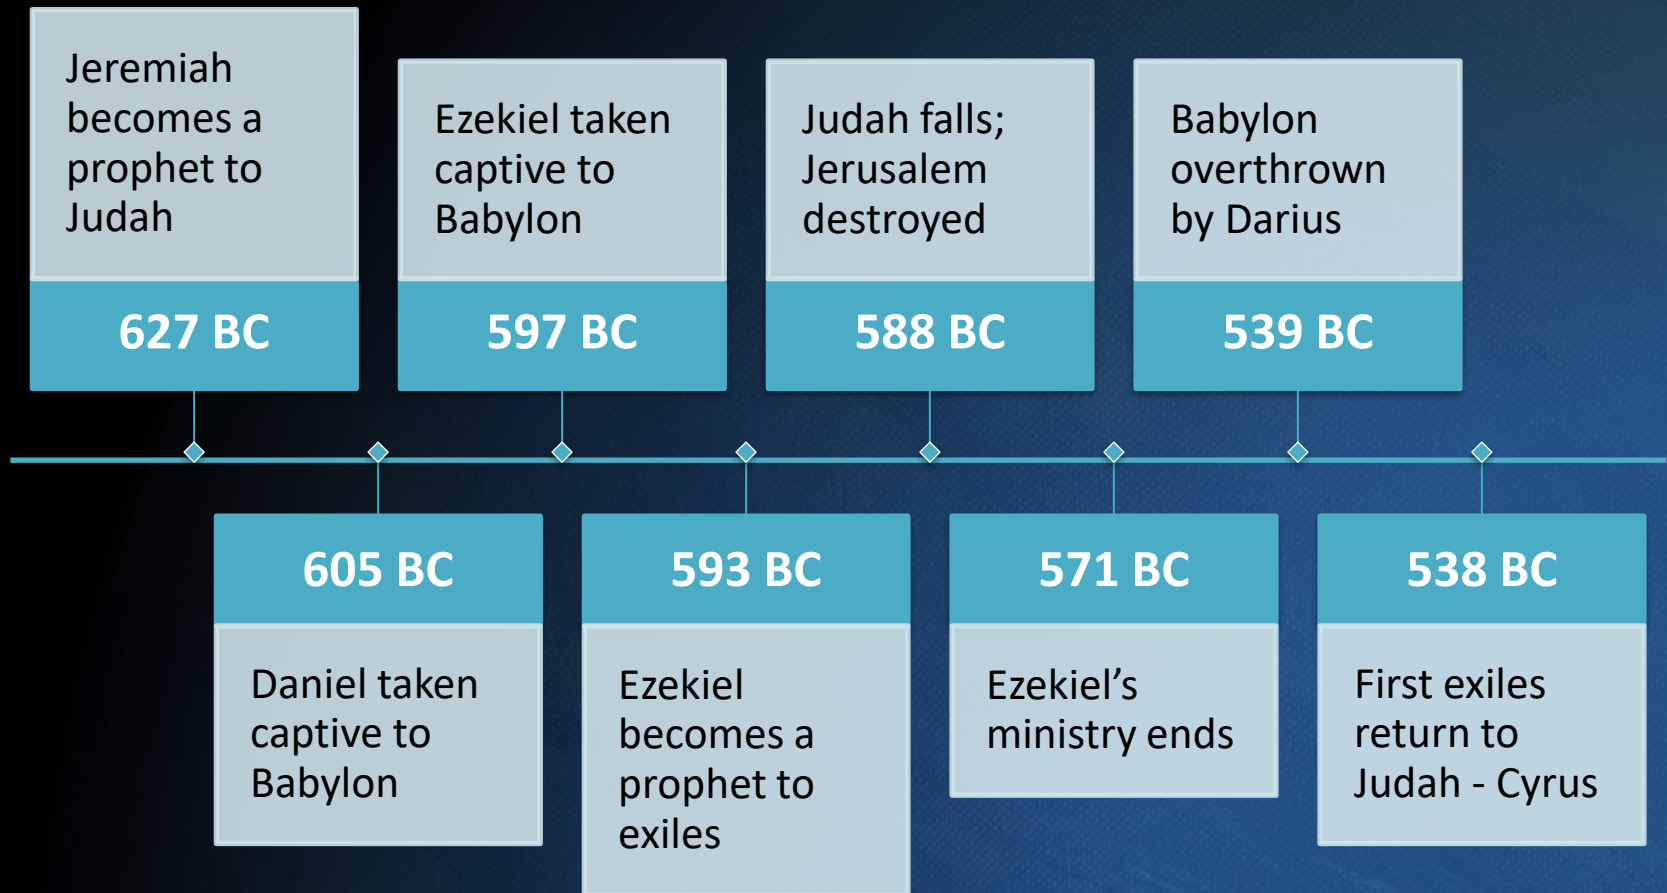 Jeremiah
becomes a
prophet to
Judah
627 BC
605 BC
Daniel taken
captive to
Babylon
Ezekiel taken
captive to
Babylon
597 BC
593 BC
Ezekiel
becomes a
prophet to
exiles
Judah falls;
Jerusalem
destroyed
588 BC
571 BC
Ezekiel’s
ministry ends
Babylon
overthrown
by Darius
539 BC
538 BC
First exiles
return to
Judah - Cyrus